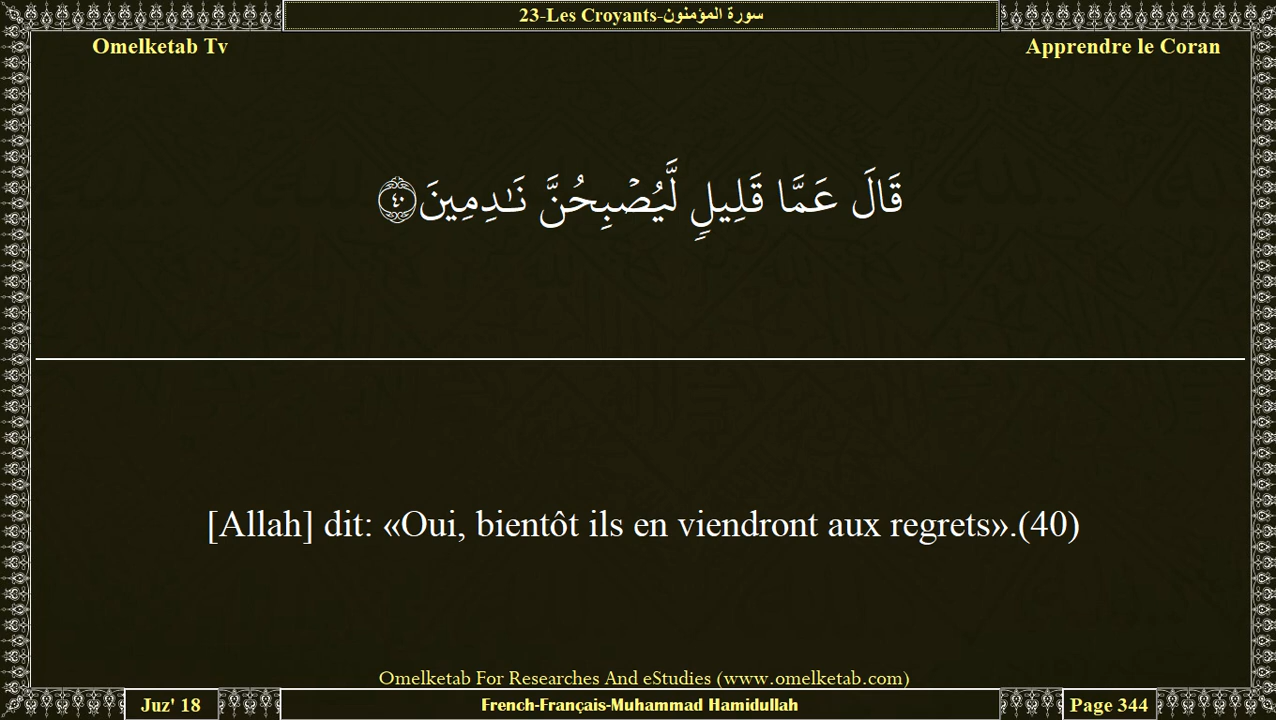 23-Les Croyants-سورة المؤمنون
Omelketab Tv
Apprendre le Coran
قَالَ عَمَّا قَلِيلٍۢ لَّيُصْبِحُنَّ نَـٰدِمِينَ ٤٠
[Allah] dit: «Oui, bientôt ils en viendront aux regrets».(40)
Omelketab For Researches And eStudies (www.omelketab.com)
Juz' 18
French-Français-Muhammad Hamidullah
Page 344